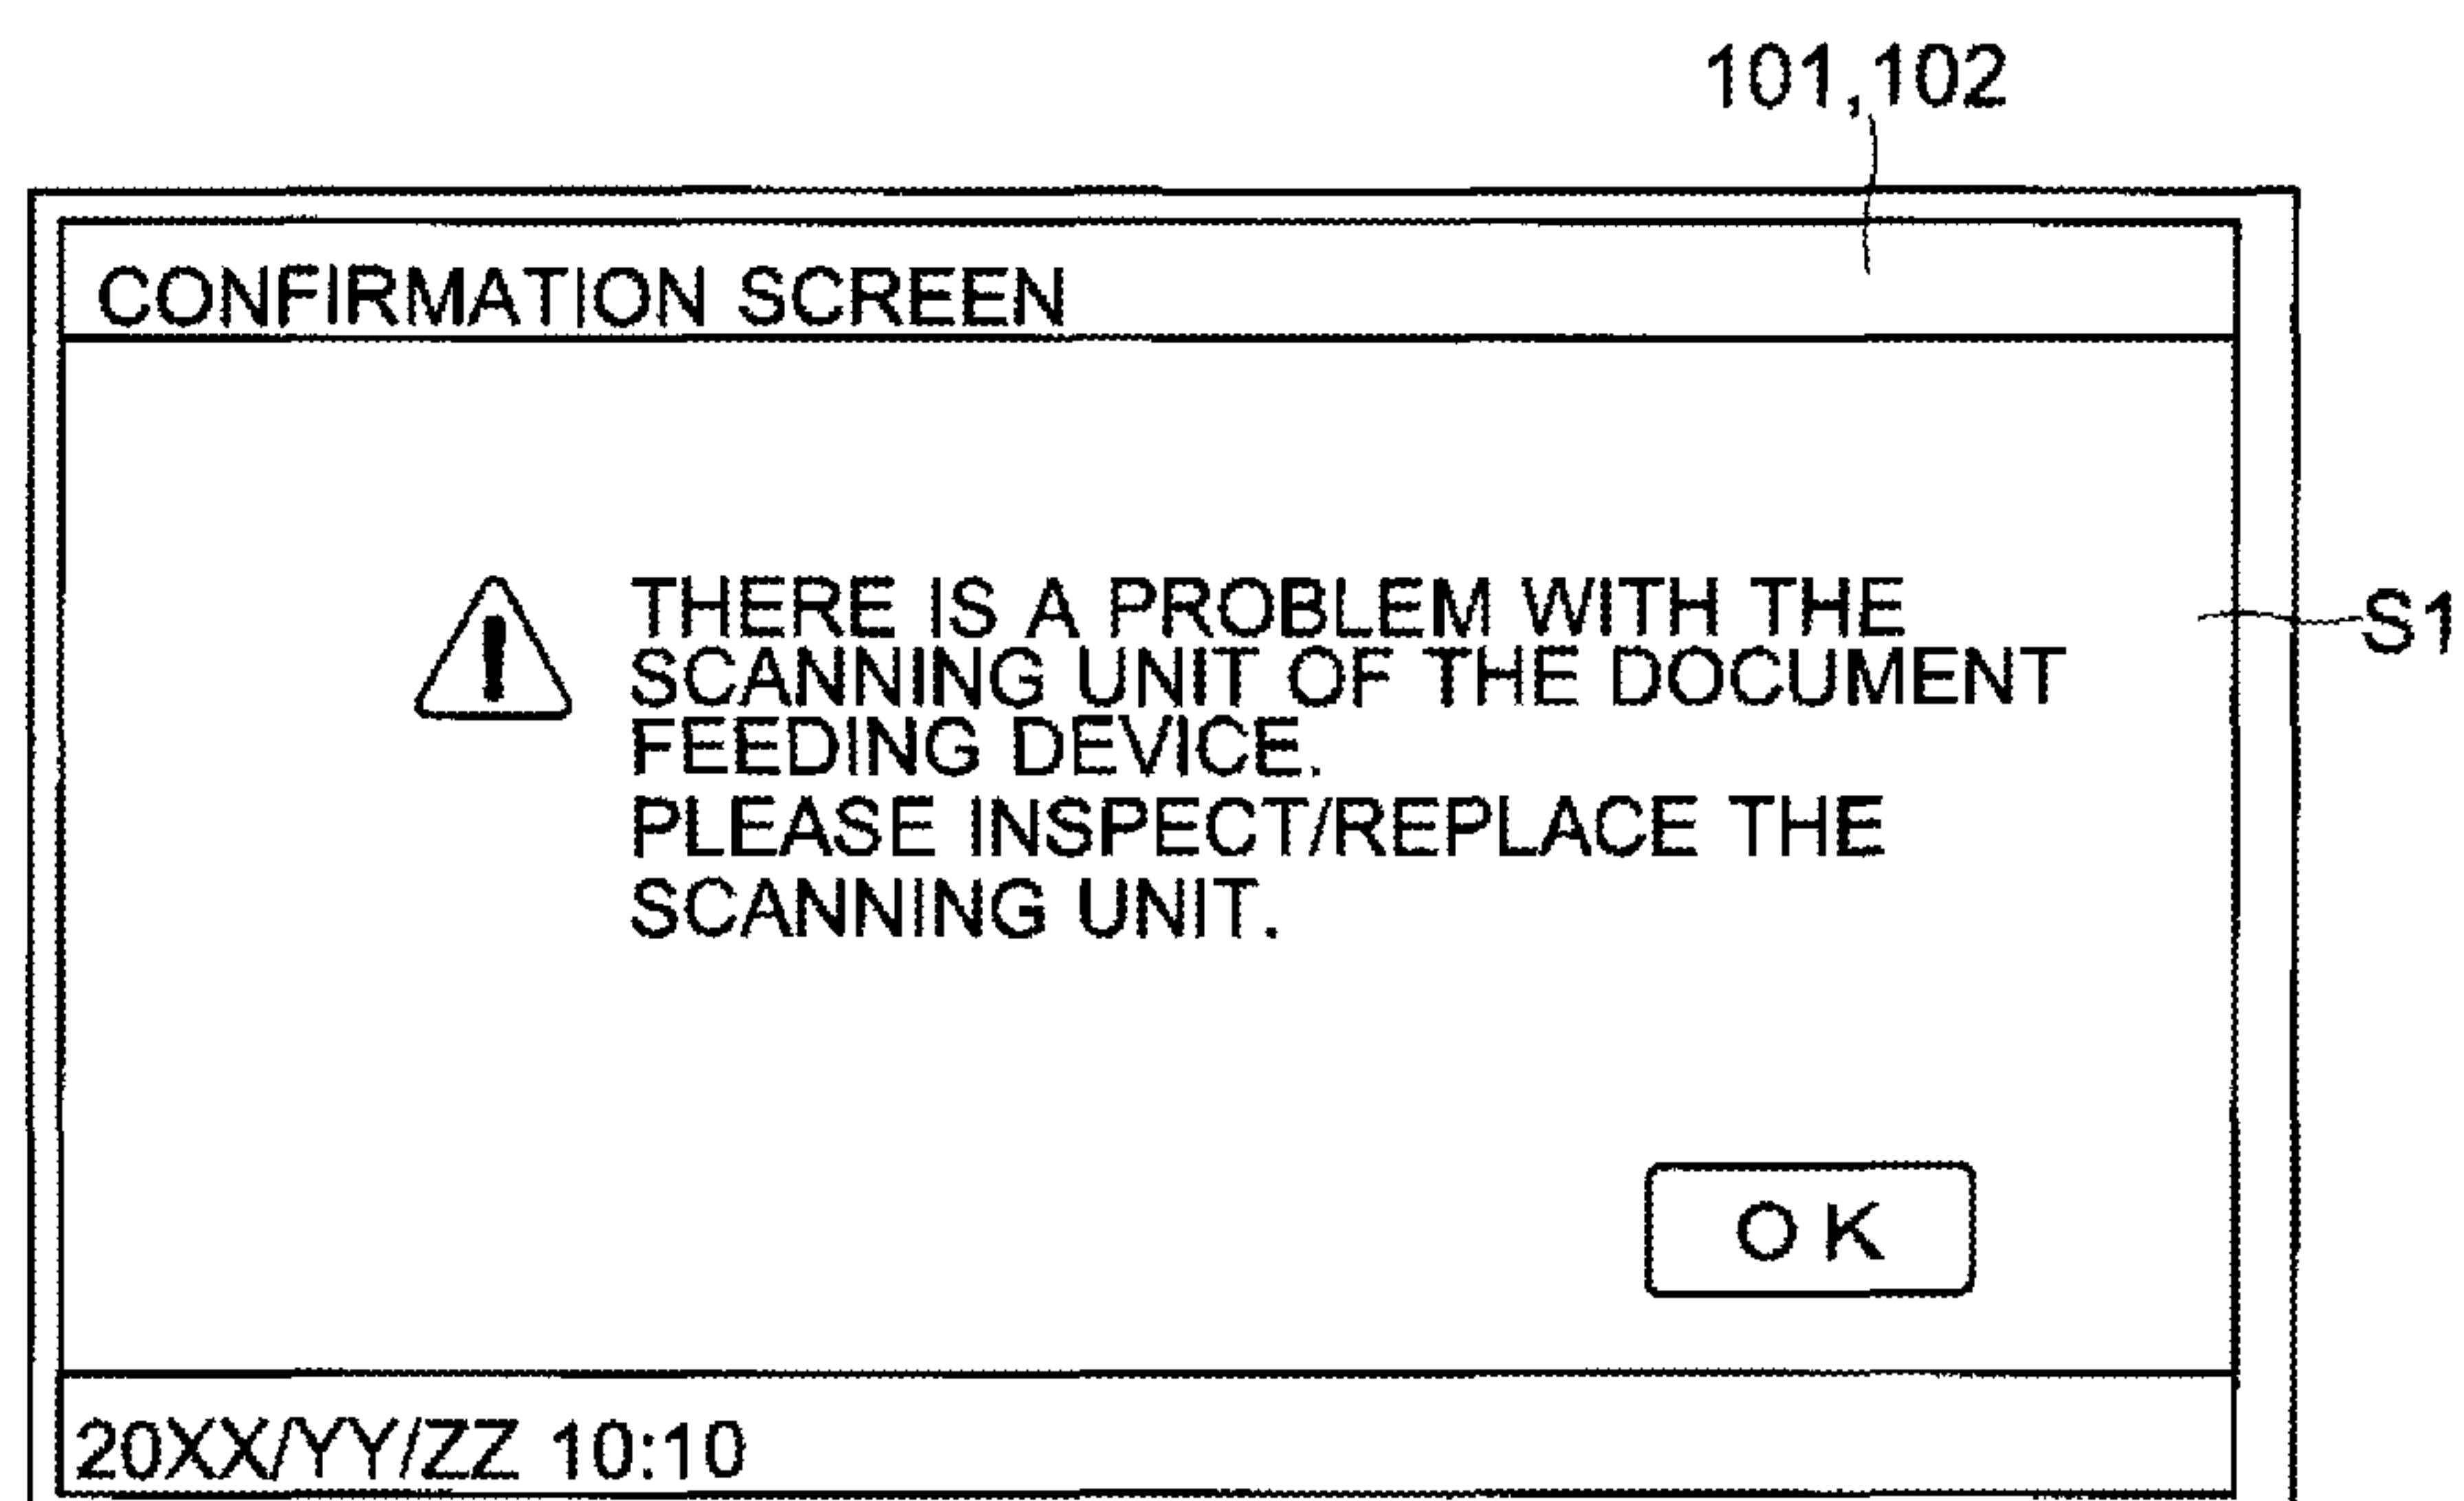 101,102
CONFIRMATION SCREEN
THERE IS A PROBLEM WITH THE
SCANNING UNIT OF THE DOCUMENT
FEEDING DEVICE.
PLEASE INSPECT/REPLACE THE
SCANNING UNIT.
S1
OK
20XX/YY/ZZ 10:10